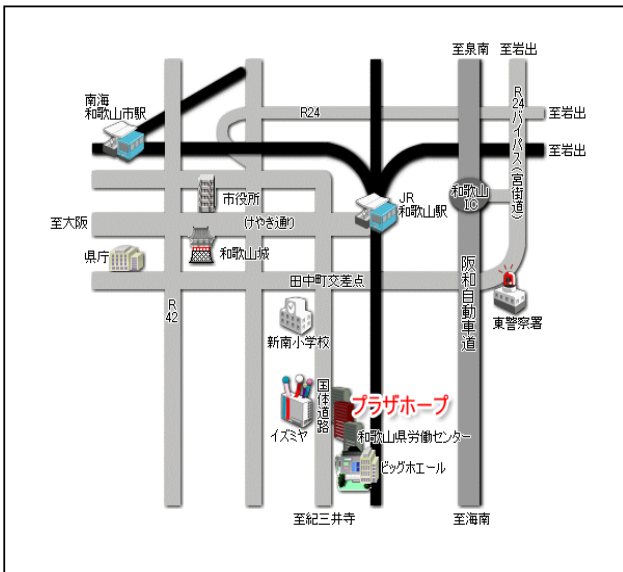 至泉南
至岩出
南海
和歌山市駅
R24
至岩出
R24バイパス(宮街道)
至岩出
市役所
JR
和歌山駅
和歌山
IC
至大阪
けやき通り
県庁
和歌山城
田中町交差点
阪和自動車道
R
42
東警察署
新南小学校
国体道路
プラザホープ
イズミヤ
和歌山県労働センター
ビッグホエール
至紀三井寺
至海南